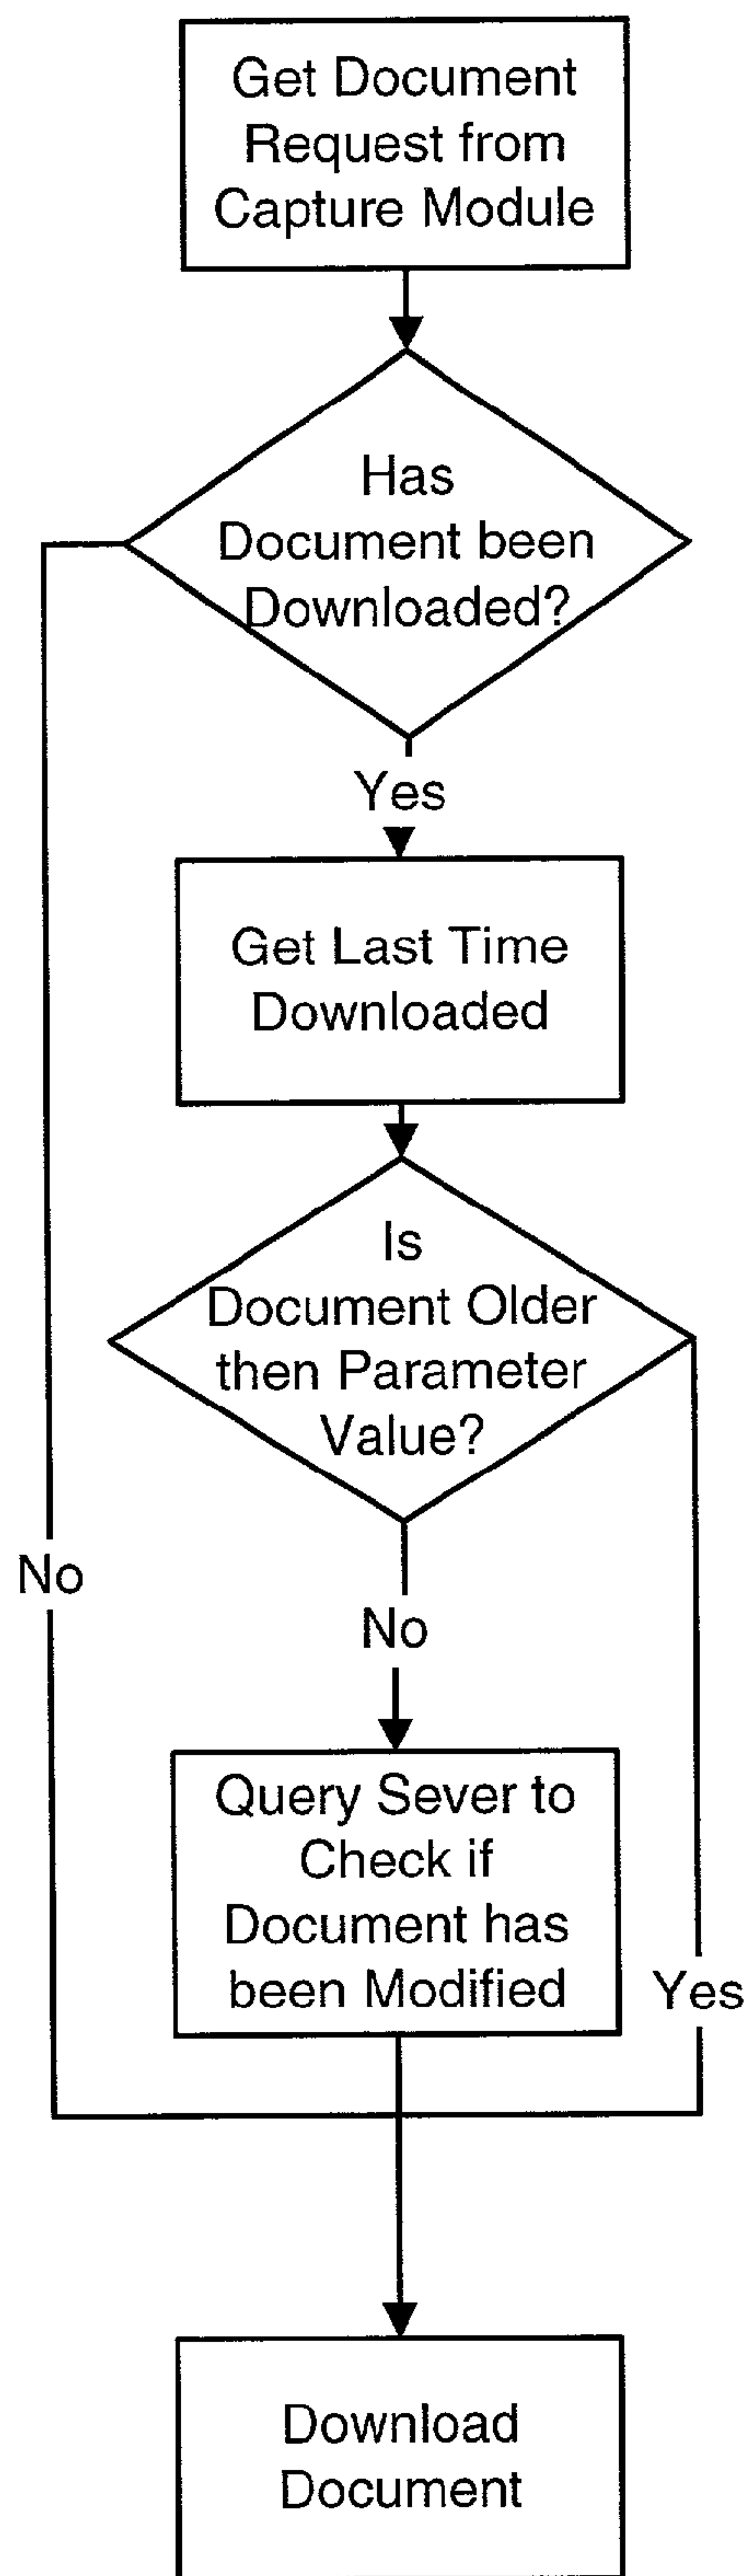 Get Document
Request from
Capture Module
Has
Document been
Downloaded?
Yes
Get Last Time
Downloaded
Is
Document Older
then Parameter
Value?
No
No
Query Sever to
Check if
Document has
been Modified
Yes
Download
Document